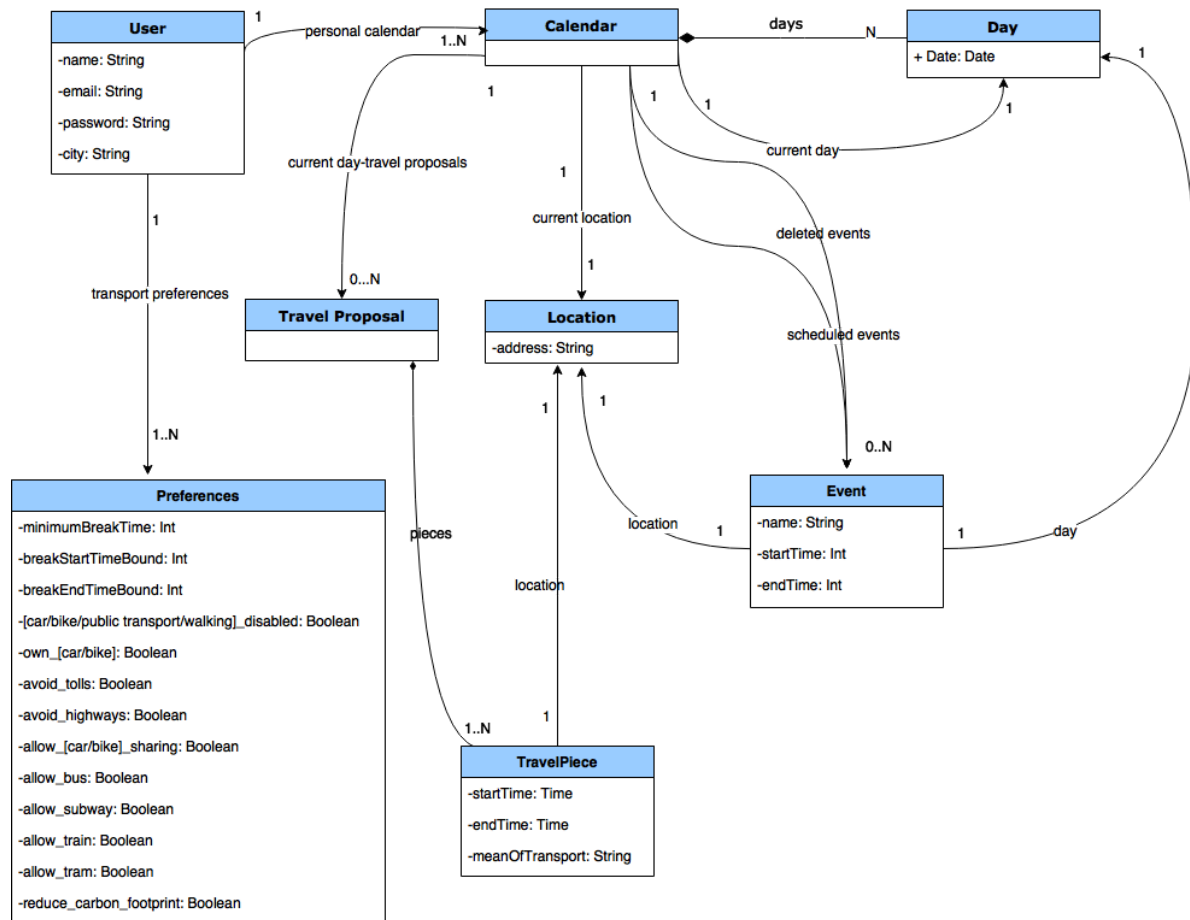 User
-name: String
-email: String
-password: String
-city: String
1
personal calendar
1..N
Calendar
1
days
N
Day
+ Date: Date
1
current day-travel proposals
0...N
1
current location
1
1
current day
1
1
deleted events
scheduled events
0..N
1
transport preferences
1..N
Travel Proposal
Location
-address: String
Preferences
-minimumBreakTime: Int
-breakStartTimeBound: Int
-breakEndTimeBound: Int
-[car/bike/public transport/walking]_disabled: Boolean
-own_[car/bike]: Boolean
-avoid_tolls: Boolean
-avoid_highways: Boolean
-allow_[car/bike]_sharing: Boolean
-allow_bus: Boolean
-allow_subway: Boolean
-allow_train: Boolean
-allow_tram: Boolean
-reduce_carbon_footprint: Boolean
pieces
1..N
1
location
1
1
location
1
Event
-name: String
-startTime: Int
-endTime: Int
1
day
TravelPiece
-startTime: Time
-endTime: Time
-meanOfTransport: String